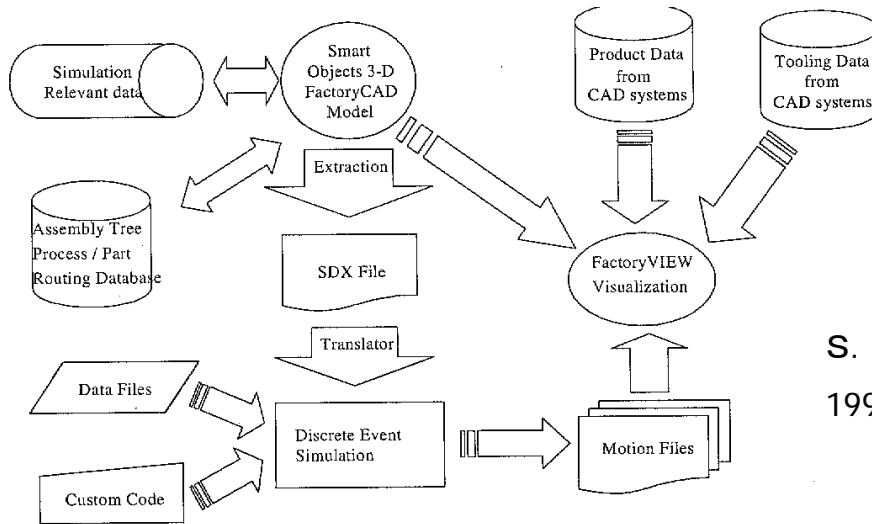 Simulation
Relevant data
Smart
Objects 3-D
FactoryCAD
Model
Product Data
from
CAD systems
Tooling Data
from
CAD systems
Extraction
Assembly Tree
Process / Part
Routing Database
SDX File
FactoryVIEW
Visualization
Translator
Data Files
Discrete Event
Simulation
Motion Files
Custom Code
S.
199